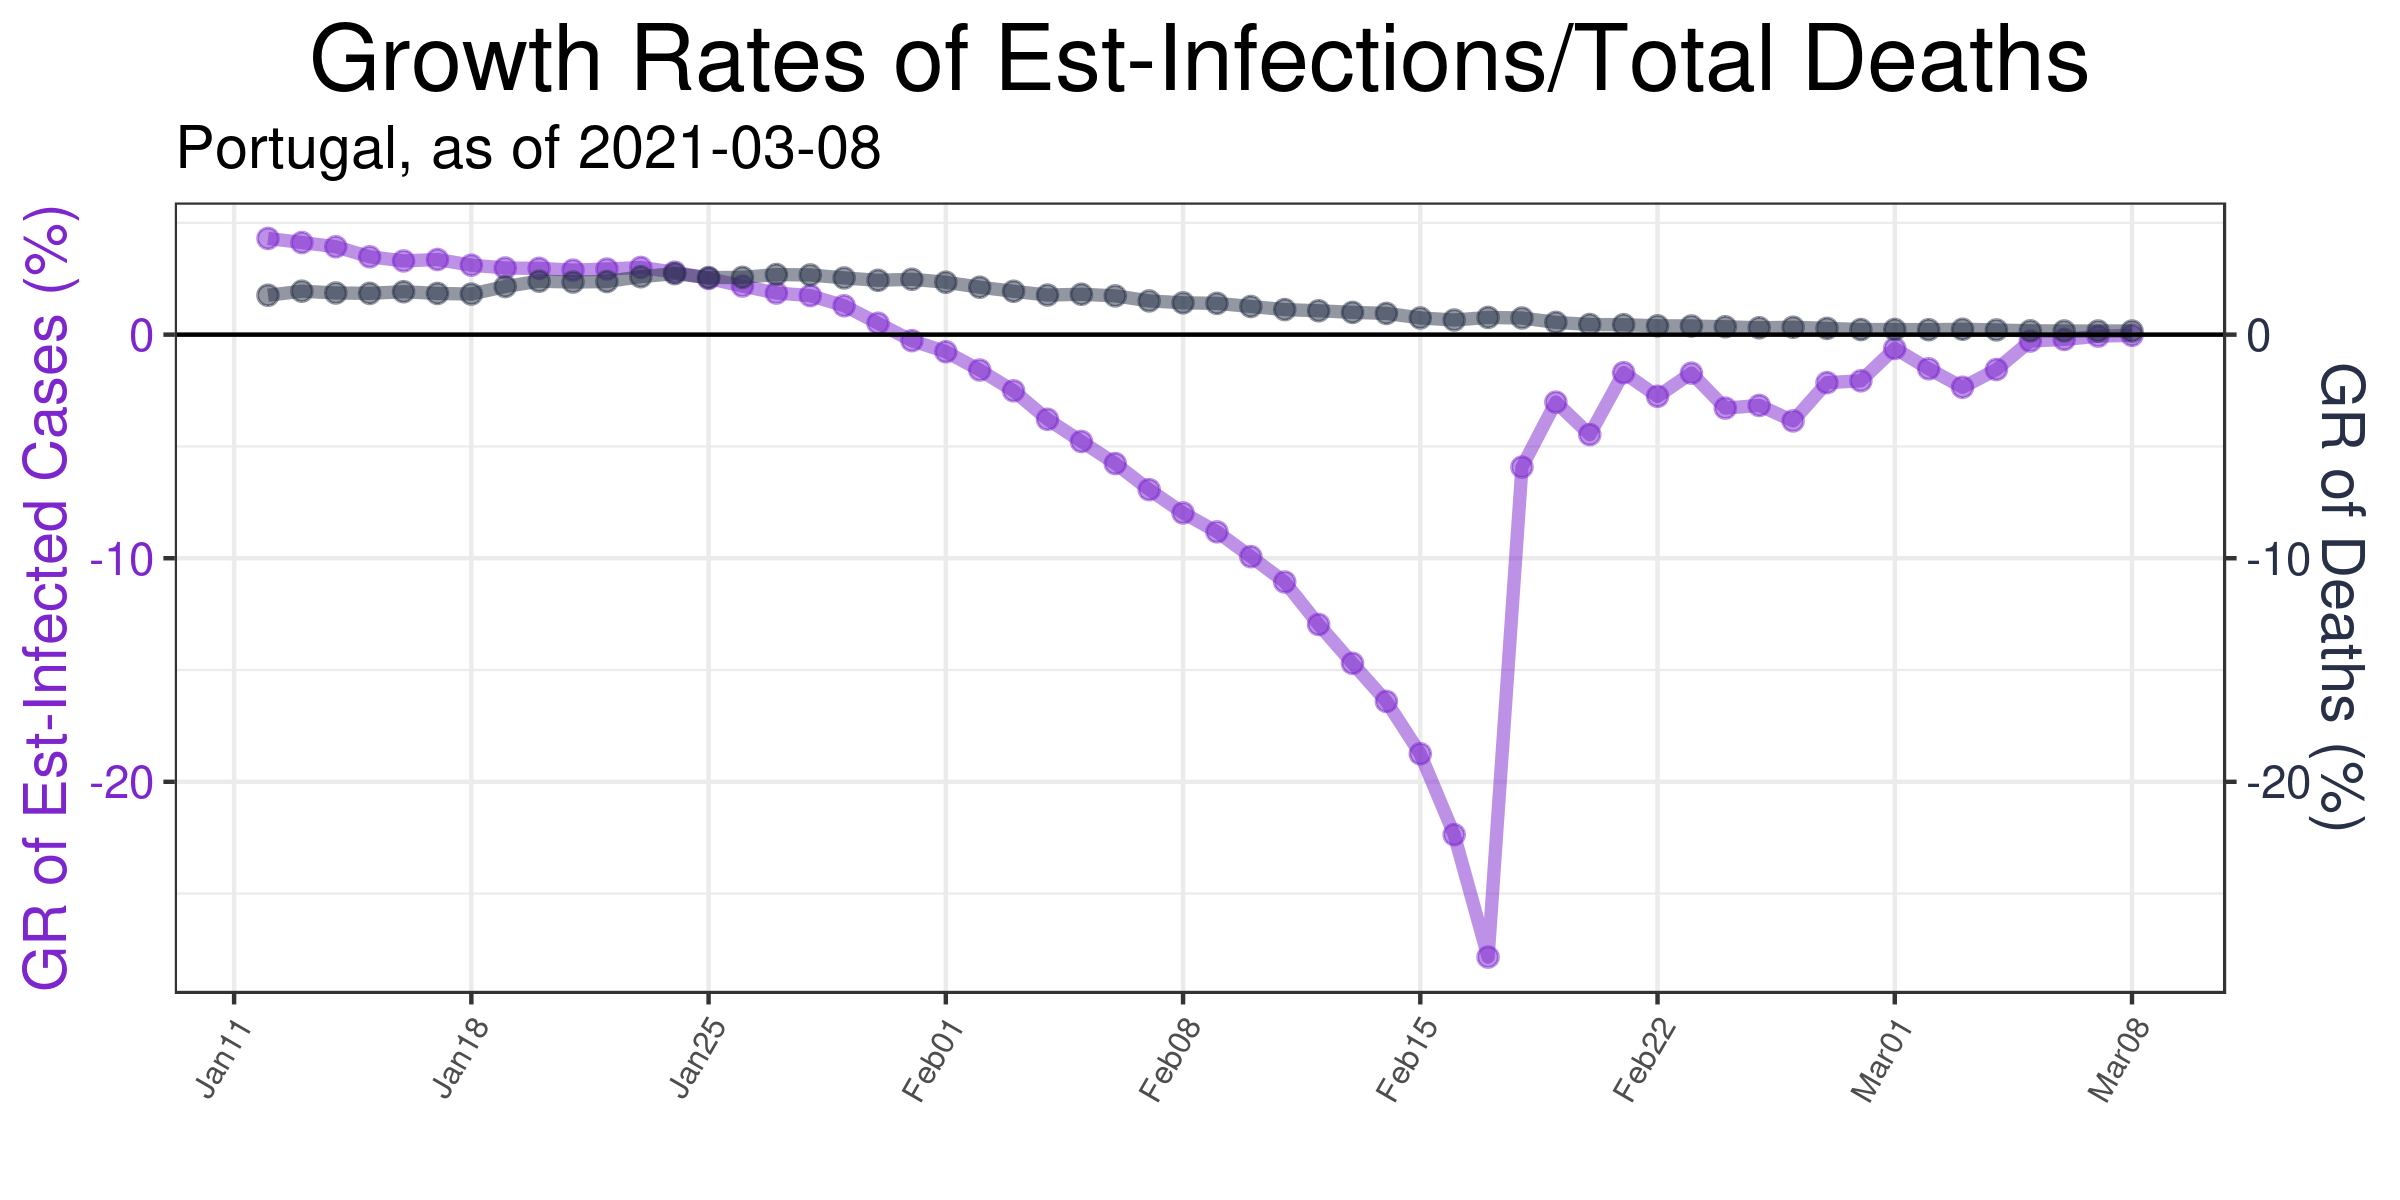 Growth Rates of Est-Infections/Total Deaths
Portugal, as of 2021-03-08
GR of Est-Infected Cases (%)
0
-10
-20
0
-10
-20
GR of Deaths (%)
Jan11
Jan18
Jan25
Feb01
Feb08
Feb15
Feb22
Mar01
Mar08